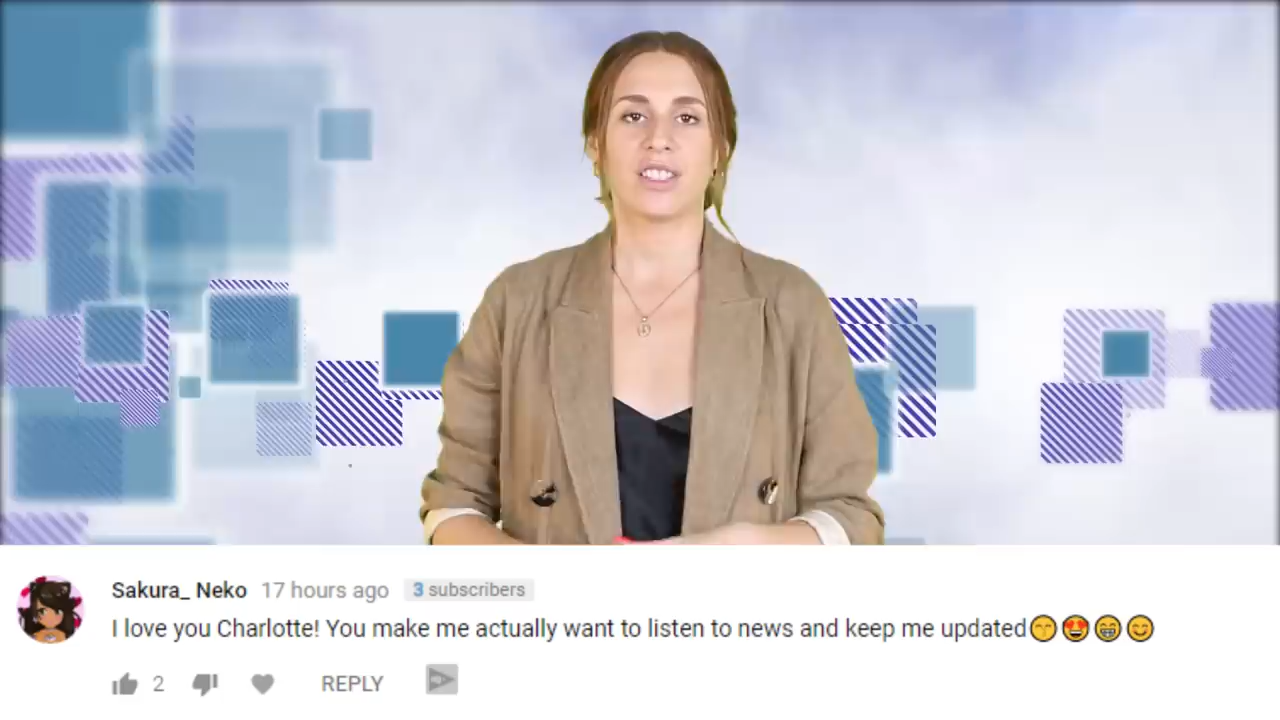 Sakura_ Neko 17 hours ago 3 subscribers
I love you Charlotte! You make me actually want to listen to news and keep me updated😙😍😁😊
2 REPLY